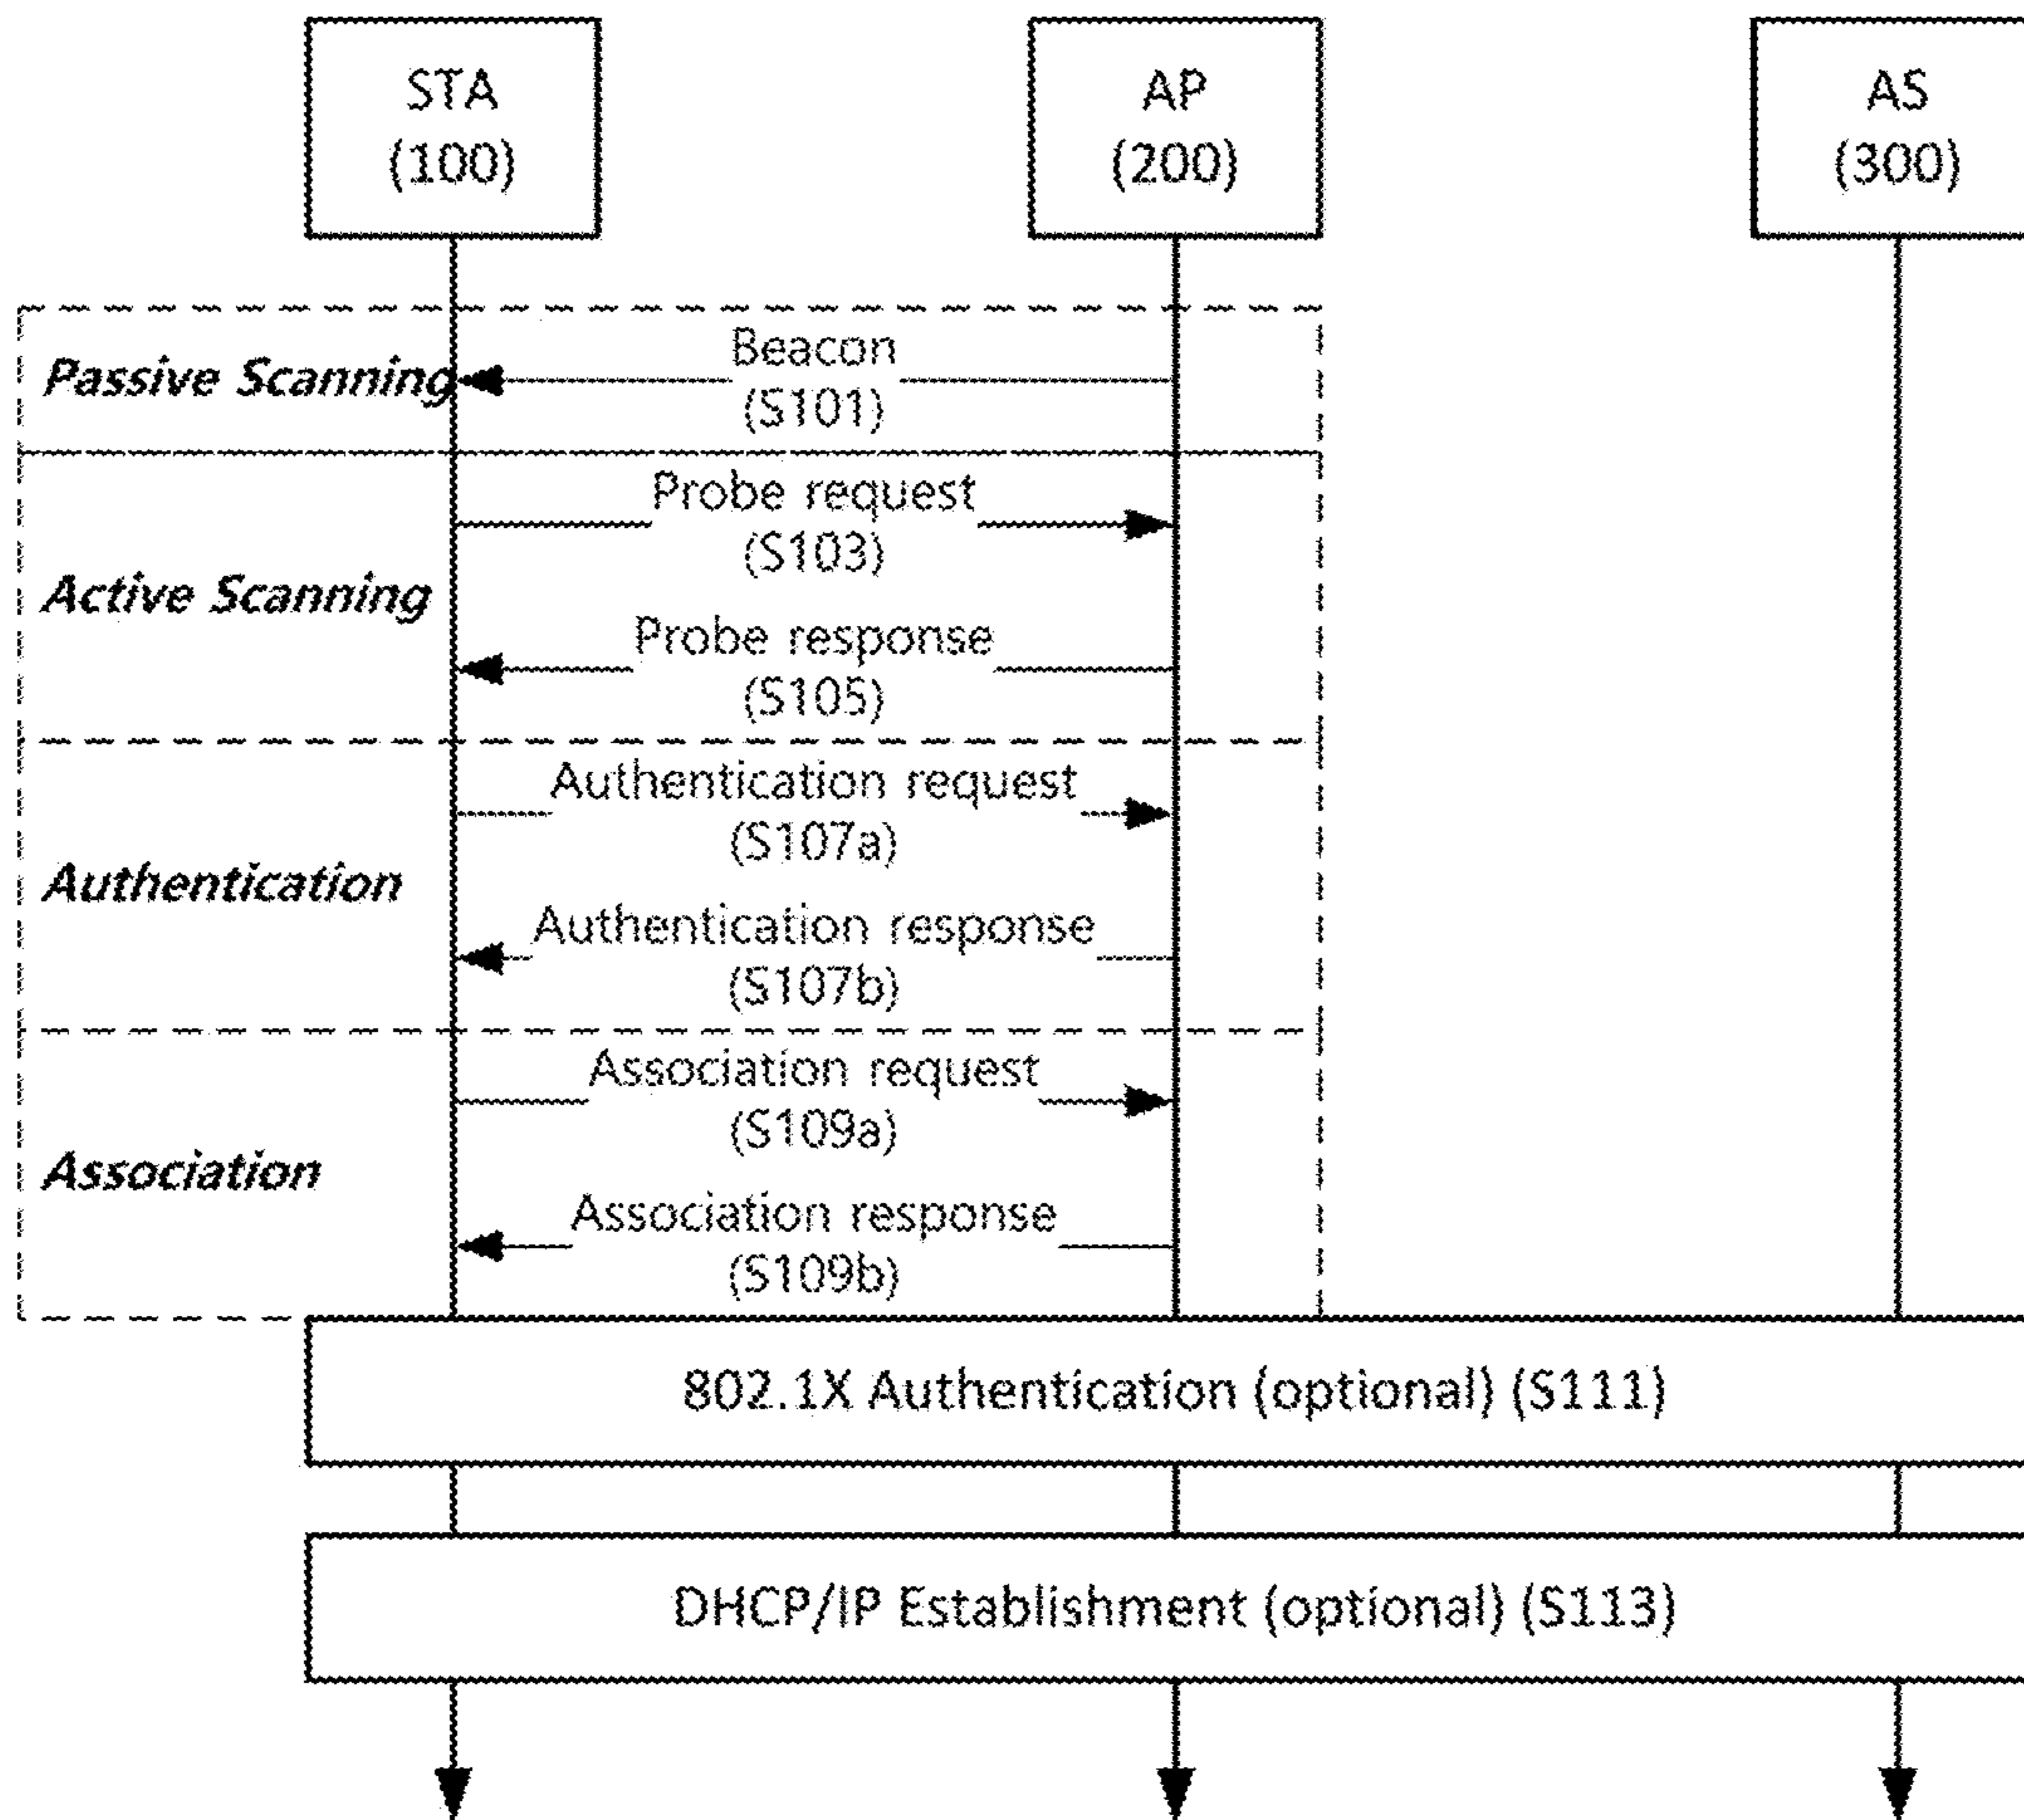 STA
(100)
AP
(200)
AS
(300)
Passive Scanning
Beacon
(S101)
Active Scanning
Probe request
(S103)
Probe response
(S105)
Authentication
Authentication request
(S107a)
Authentication response
(S107b)
Association
Association request
(S109a)
Association response
(S109b)
802.1X Authentication (optional) (S111)
DHCP/IP Establishment (optional) (S113)